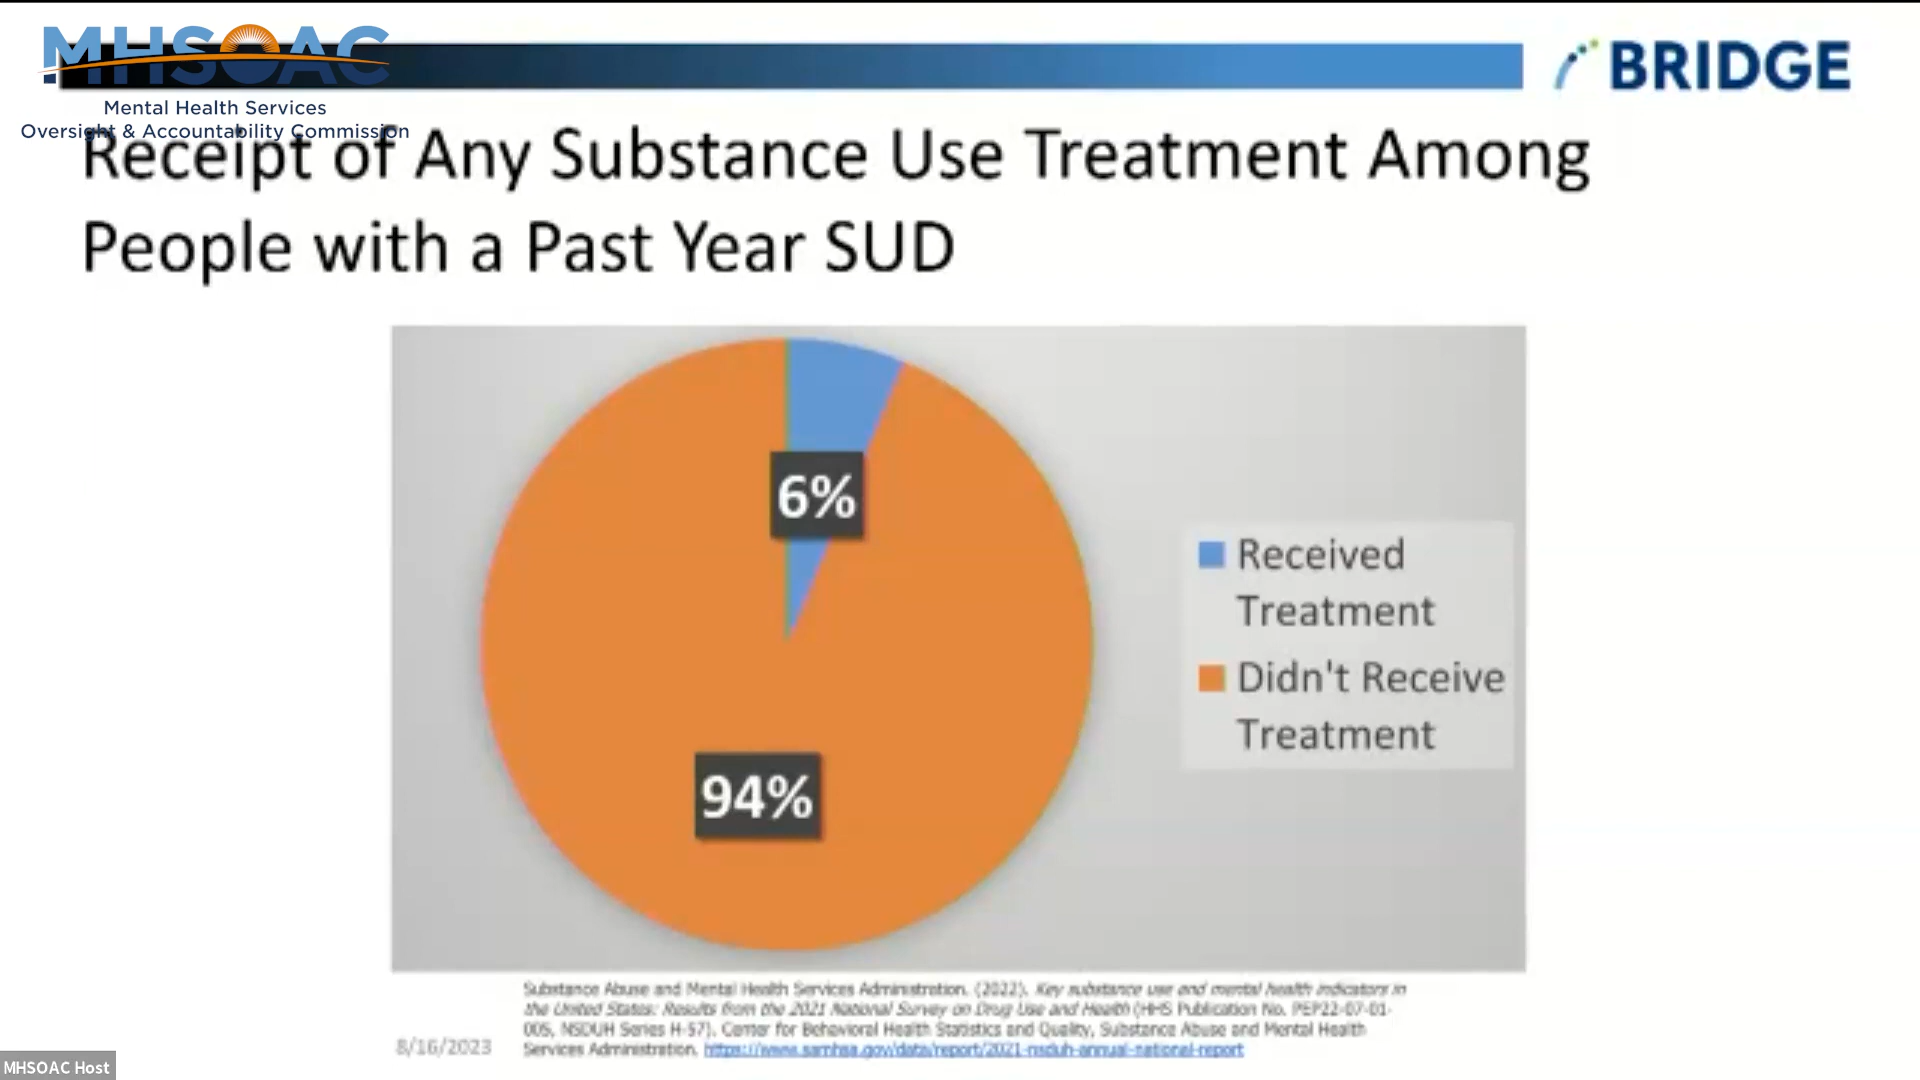 MHSOAC
BRIDGE
Mental Health Services
Oversight & Accountability Commission
Receipt of Any Substance Use Treatment Among
People with a Past Year SUD
6%
94%
Received
Treatment
Didn't Receive
Treatment
Substance Abuse and Mental Health Services Administration. (2022). Key substance use and mental health indicators in
the United States: Results from the 2021 National Survey on Drug Use and Health (HHS Publication No. PEP22-07-01-
005, NSDUH Series H-57). Center for Behavioral Health Statistics and Quality, Substance Abuse and Mental Health
Services Administration. https://www.samhsa.gov/data/report/2021-nsduh-annual-national-report
8/16/2023
MHSOAC Host